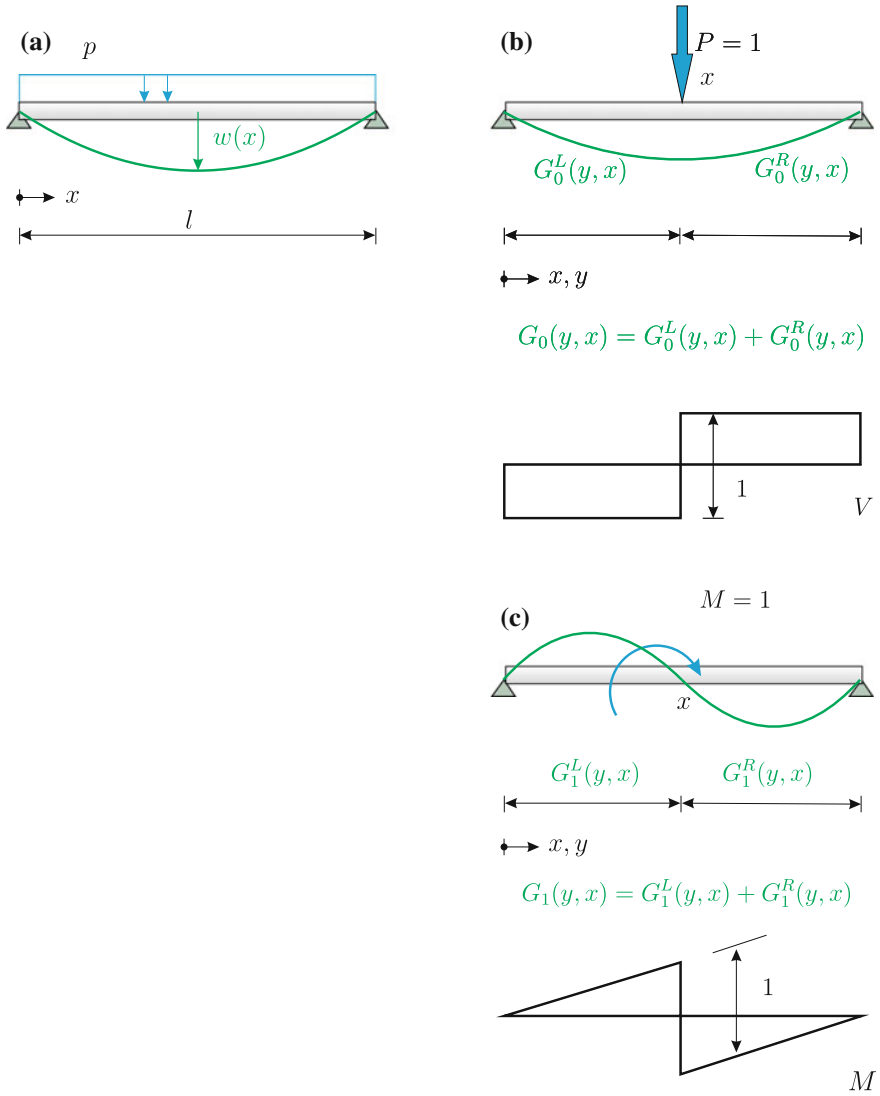 (a)
p
w(x)
x
l
(b)
P = 1
x
G_0^L(y, x)
G_0^R(y, x)
x, y
G_0(y, x) = G_0^L(y, x) + G_0^R(y, x)
1
V
(c)
M = 1
x
G_1^L(y, x)
G_1^R(y, x)
x, y
G_1(y, x) = G_1^L(y, x) + G_1^R(y, x)
1
M